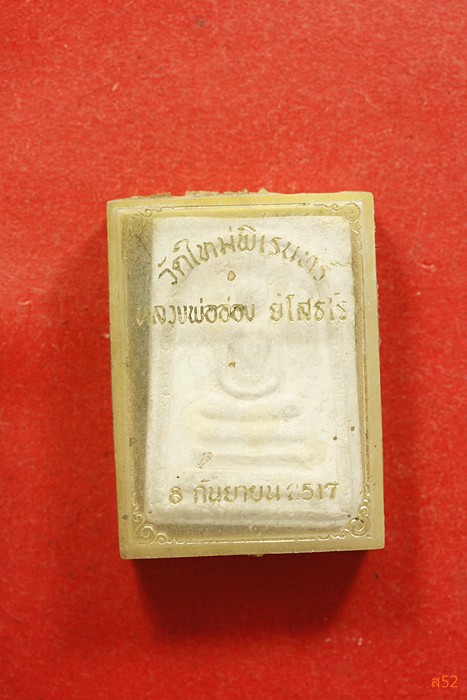 วัดใหม่พิเรนทร์
หลวงพ่อช่อง ยโสธโร
8 กันยายน 2517
ส52